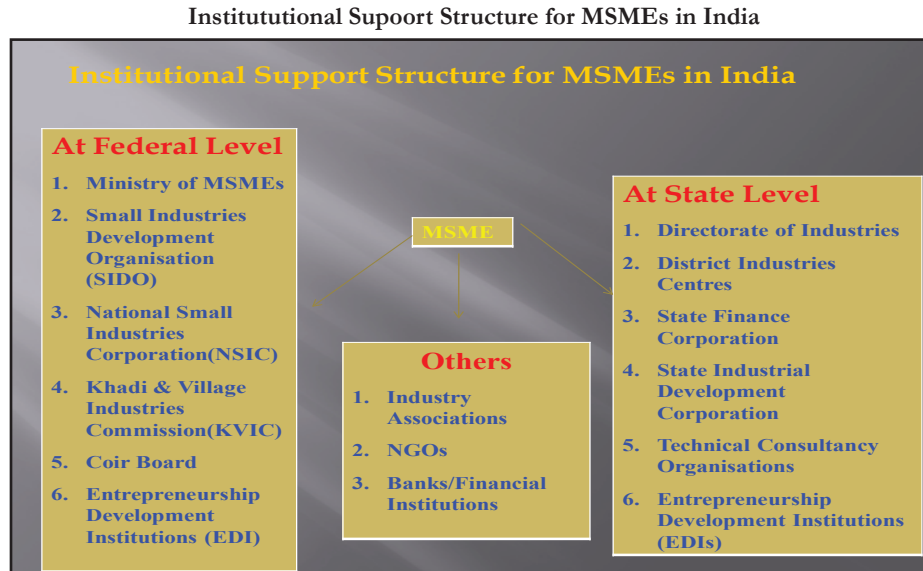 Institututional Supoort Structure for MSMEs in India
Institutional Support Structure for MSMEs in India
At Federal Level
1. Ministry of MSMEs
2. Small Industries
Development
Organisation
(SIDO)
3. National Small
Industries
Corporation(NSIC)
4. Khadi & Village
Industries
Commission(KVIC)
5. Coir Board
6. Entrepreneurship
Development
Institutions (EDI)
MSME
Others
1. Industry
Associations
2. NGOs
3. Banks/Financial
Institutions
At State Level
1. Directorate of Industries
2. District Industries
Centres
3. State Finance
Corporation
4. State Industrial
Development
Corporation
5. Technical Consultancy
Organisations
6. Entrepreneurship
Development Institutions
(EDIs)